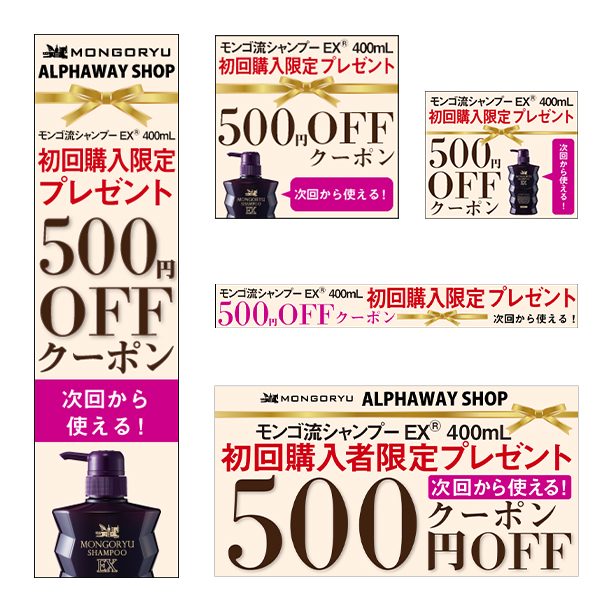 MONGORYU
ALPHAWAY SHOP
モンゴ流シャンプー EX® 400mL
初回購入限定
プレゼント
500円
OFF
クーポン
次回から
使える！
MONGORYU
SHAMPOO
EX
モンゴ流シャンプー EX® 400mL
初回購入限定プレゼント
500円OFF
クーポン
次回から使える！
MONGORYU
SHAMPOO
EX
モンゴ流シャンプー EX® 400mL
初回購入限定プレゼント
500円
OFF
クーポン
次回から使える！
EX
モンゴ流シャンプー EX® 400mL 初回購入限定プレゼント
500円OFFクーポン 次回から使える！
MONGORYU ALPHAWAY SHOP
モンゴ流シャンプー EX® 400mL
初回購入者限定プレゼント
次回から使える！
500クーポン
円OFF